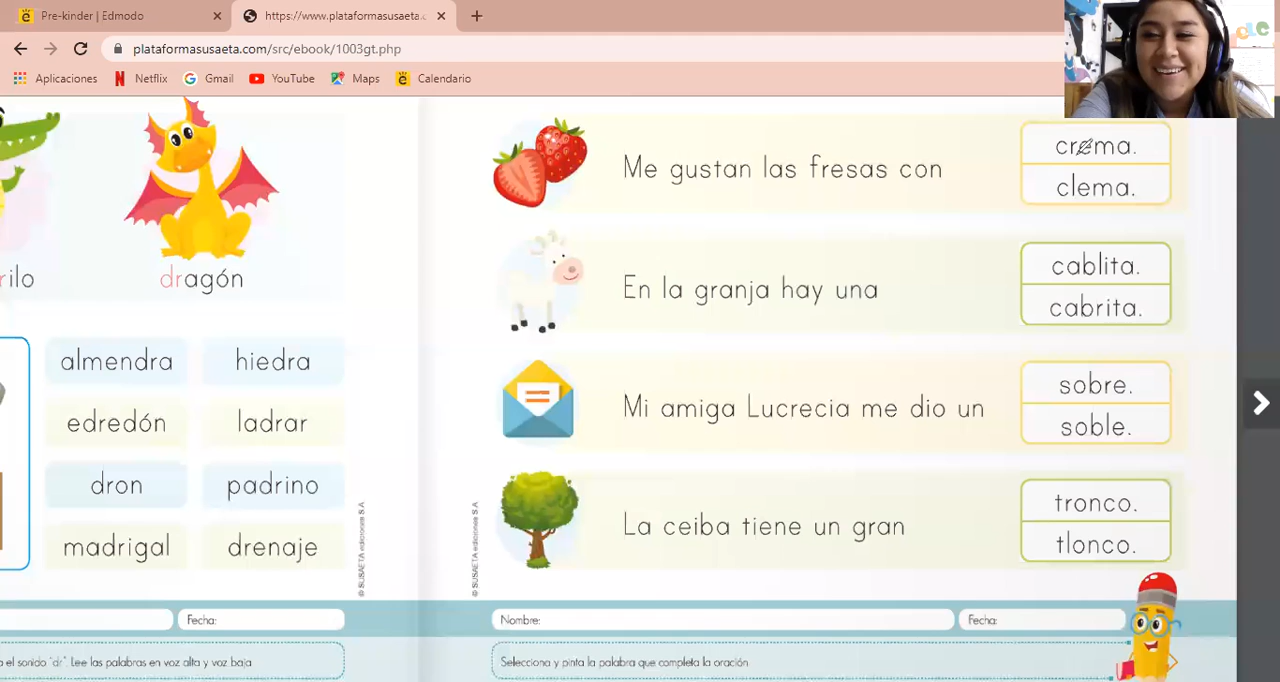 Pre-kinder | Edmodo
https://www.plataformasusaeta.c
plataformasusaeta.com/src/ebook/1003gt.php
Aplicaciones
Netflix
Gmail
YouTube
Maps
Calendario
rilo
dragón
almendra
hiedra
edredón
ladrar
dron
padrino
madrigal
drenaje
© SUSAETA ediciones S.A.
Fecha:
a el sonido "dr". Lee las palabras en voz alta y voz baja
Me gustan las fresas con
crema.
clema.
En la granja hay una
cablita.
cabrita.
Mi amiga Lucrecia me dio un
sobre.
soble.
La ceiba tiene un gran
tronco.
tlonco.
© SUSAETA ediciones S.A.
Nombre:
Fecha:
Selecciona y pinta la palabra que completa la oración